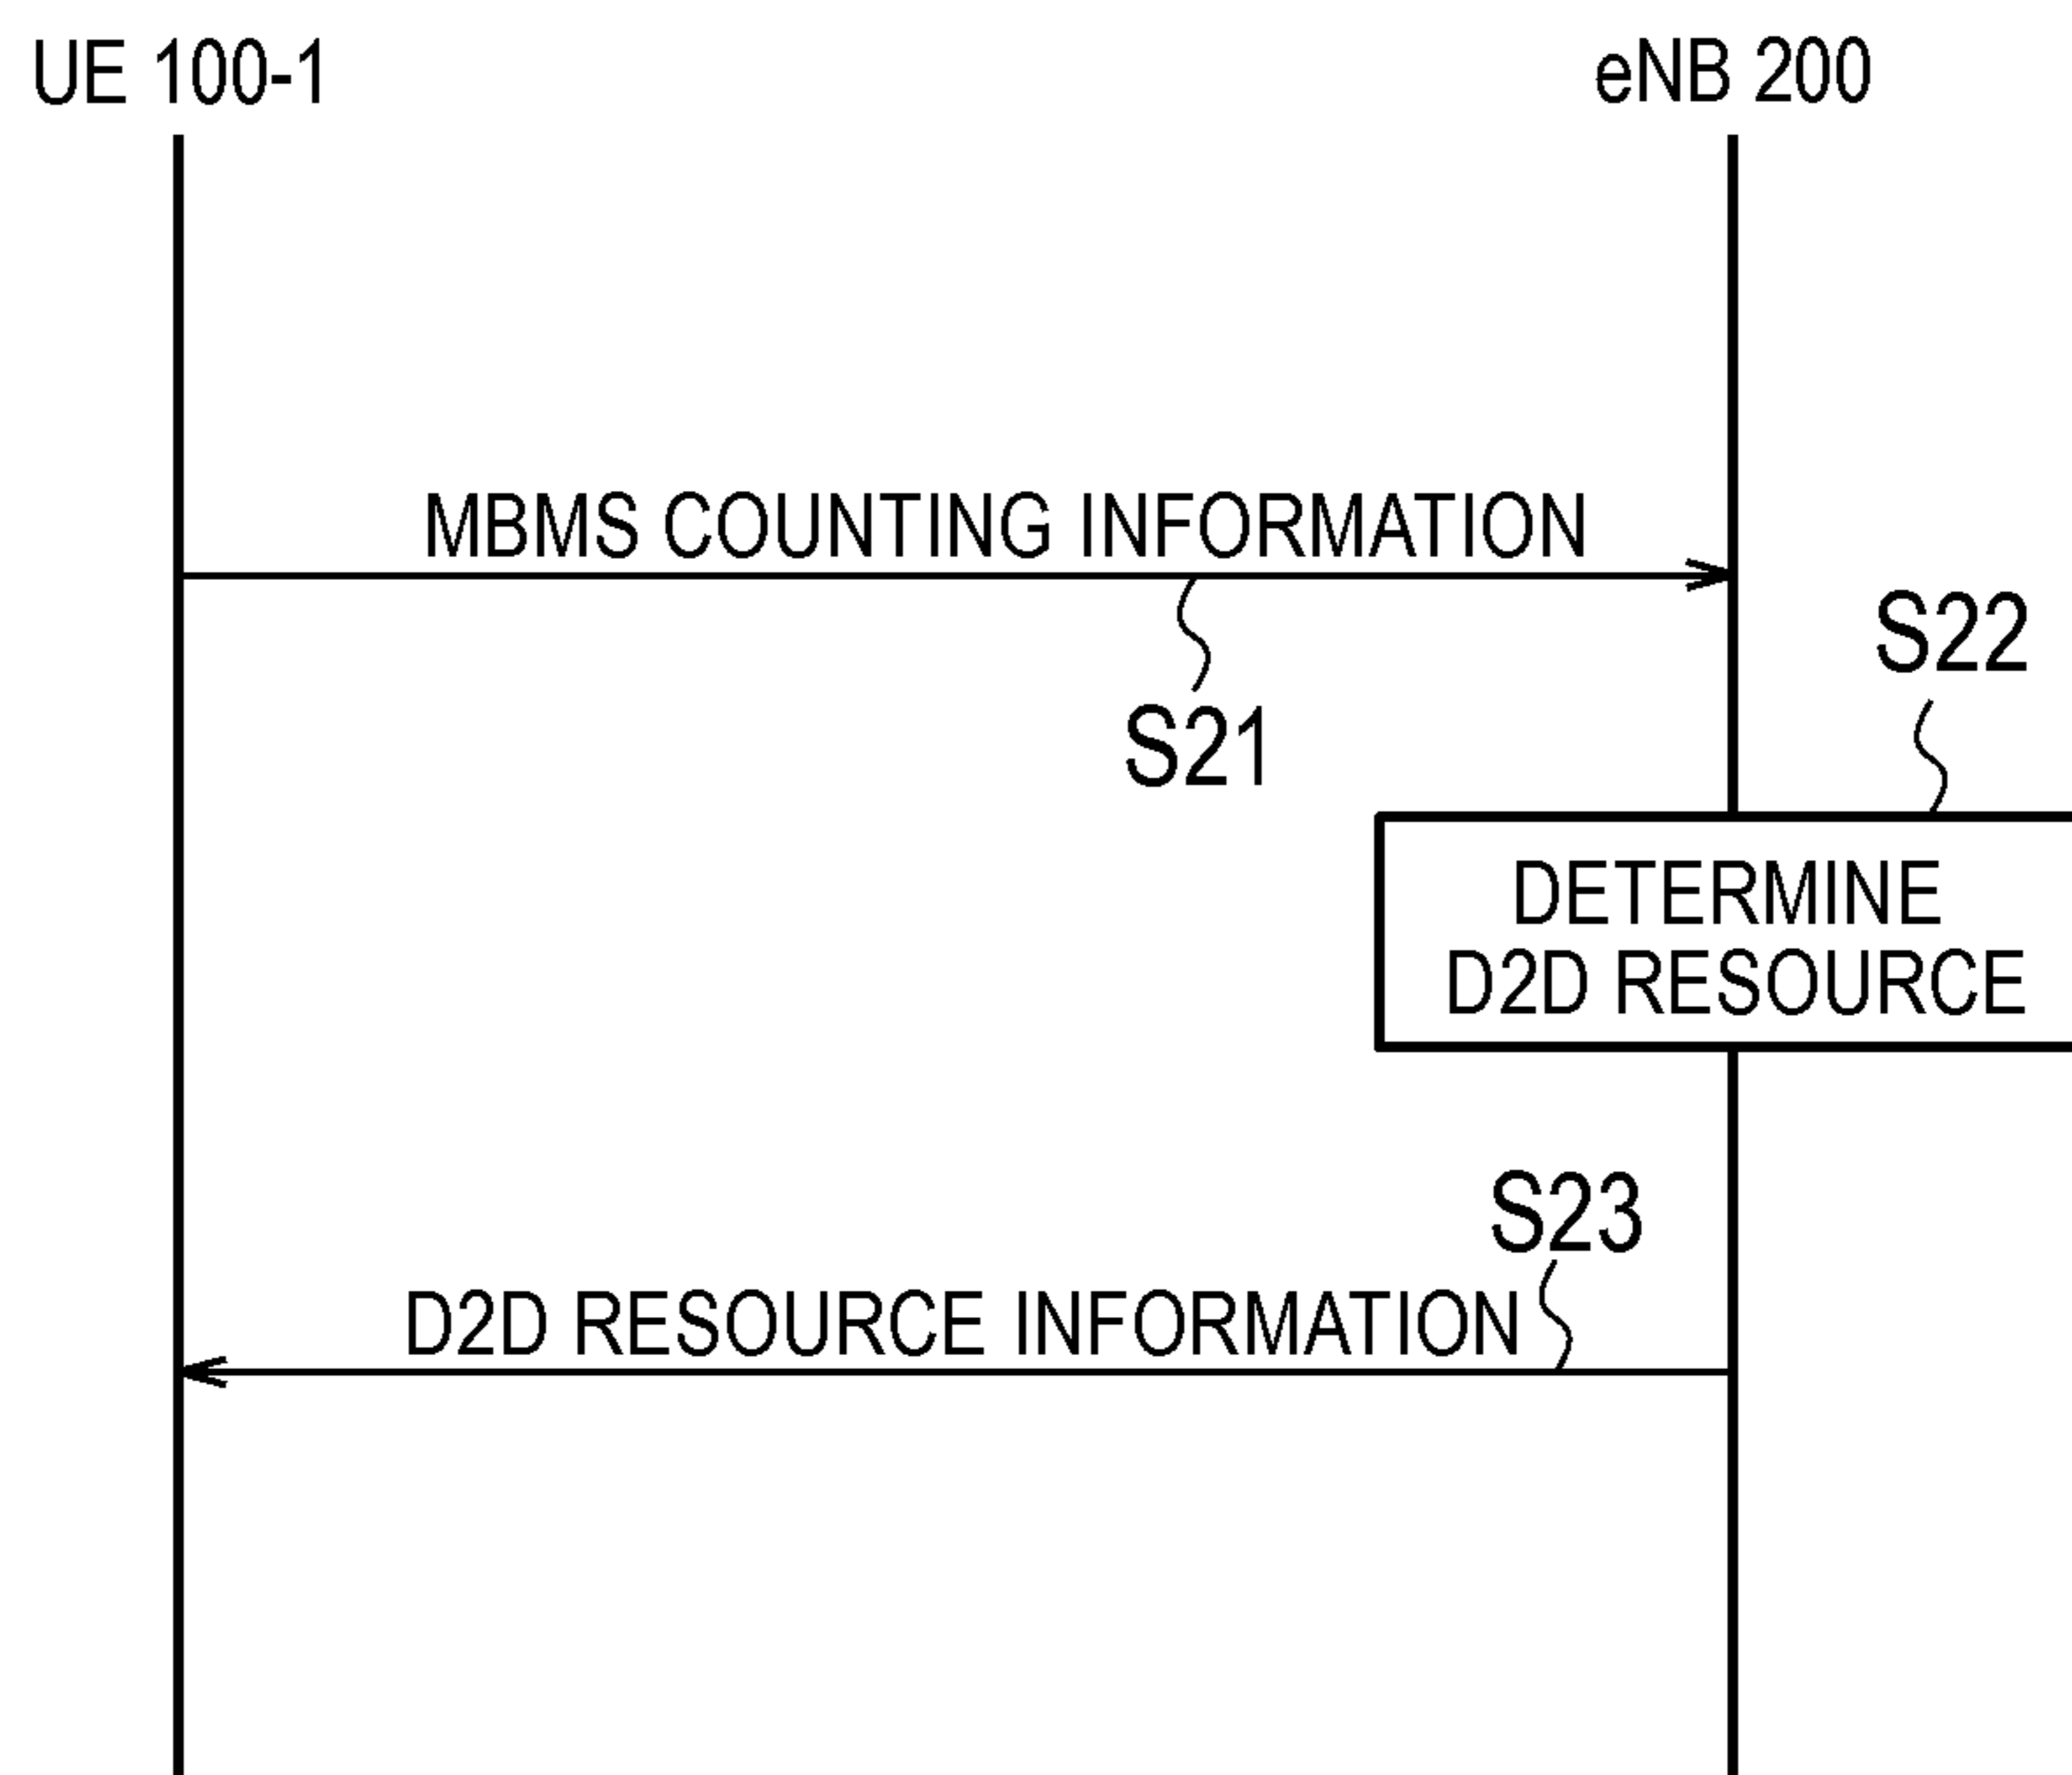 UE 100-1
eNB 200
MBMS COUNTING INFORMATION
S22
S21
DETERMINE
D2D RESOURCE
S23
D2D RESOURCE INFORMATION